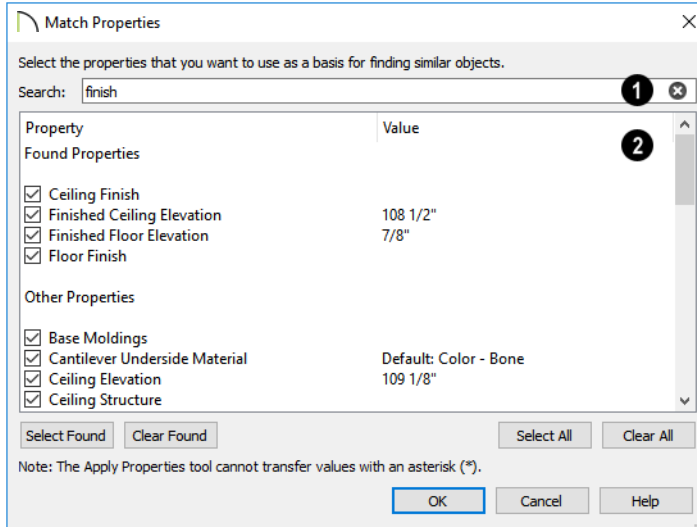 Match Properties
Select the properties that you want to use as a basis for finding similar objects.
Search: finish 1
Property Value 2
Found Properties
Ceiling Finish
Finished Ceiling Elevation 108 1/2"
Finished Floor Elevation 7/8"
Floor Finish
Other Properties
Base Moldings
Cantilever Underside Material Default: Color - Bone
Ceiling Elevation 109 1/8"
Ceiling Structure
Select Found Clear Found Select All Clear All
Note: The Apply Properties tool cannot transfer values with an asterisk (*).
OK Cancel Help